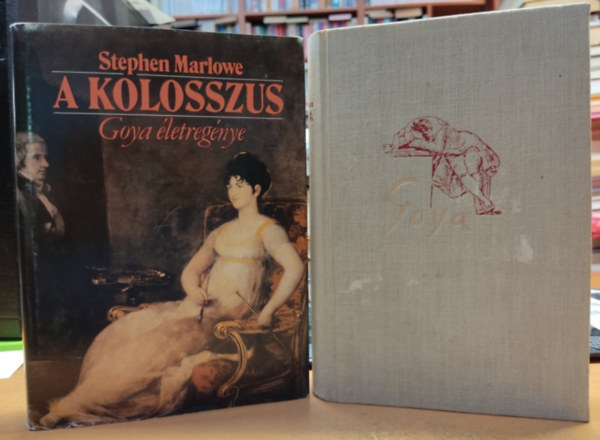 Stephen Marlowe
A KOLOSSZUS
Goya életregénye
Goya